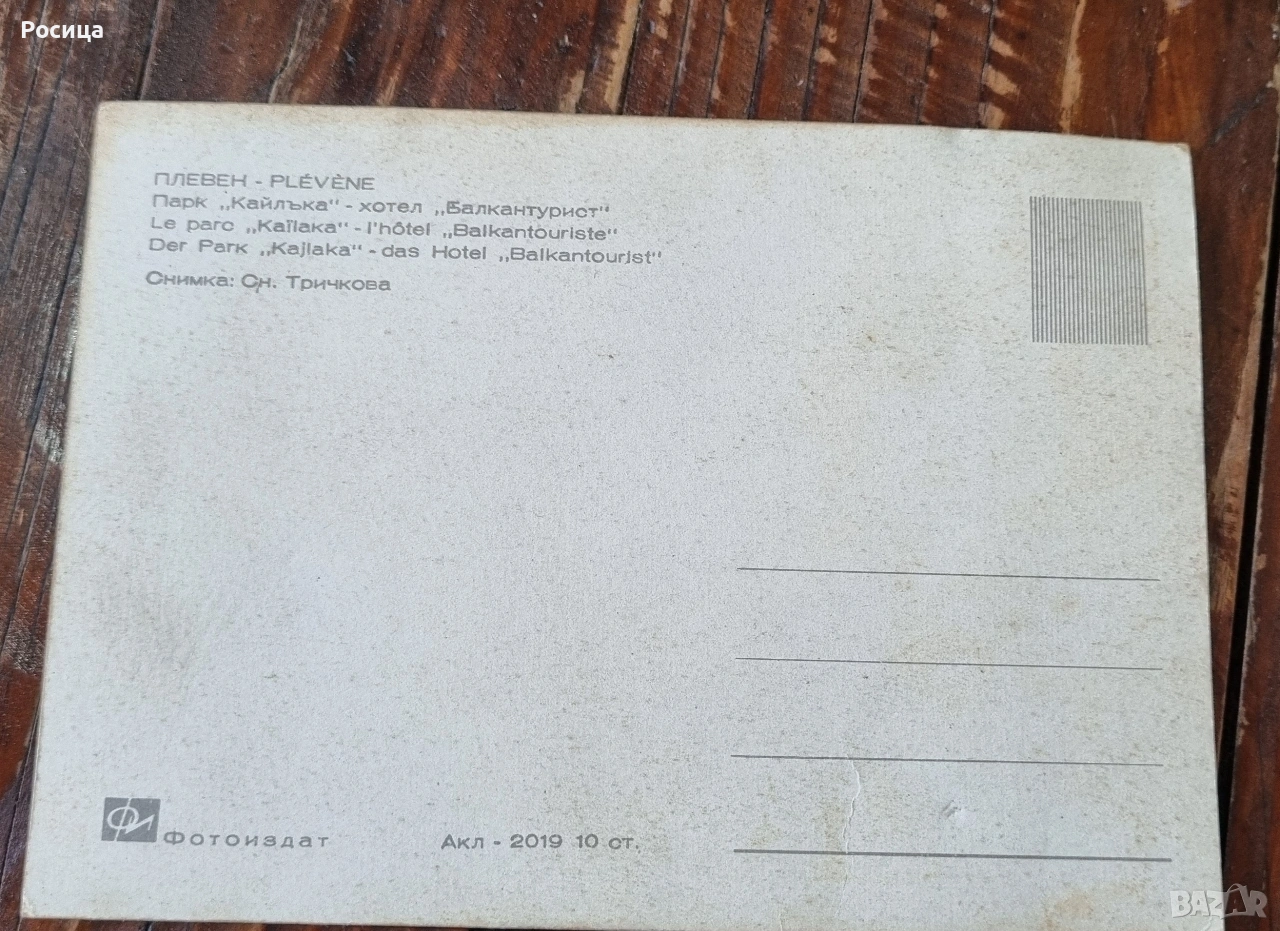 Росица
ПЛЕВЕН - PLÉVÈNE
Парк „Кайлъка" - хотел „Балкантурист"
Le parc „Kaïlaka" - l'hôtel „Balkantouriste"
Der Park „Kajlaka" - das Hotel „Balkantourist"
Снимка: Сн. Тричкова
ФИ Фотоиздат
Акл - 2019 10 ст.
BAZAR